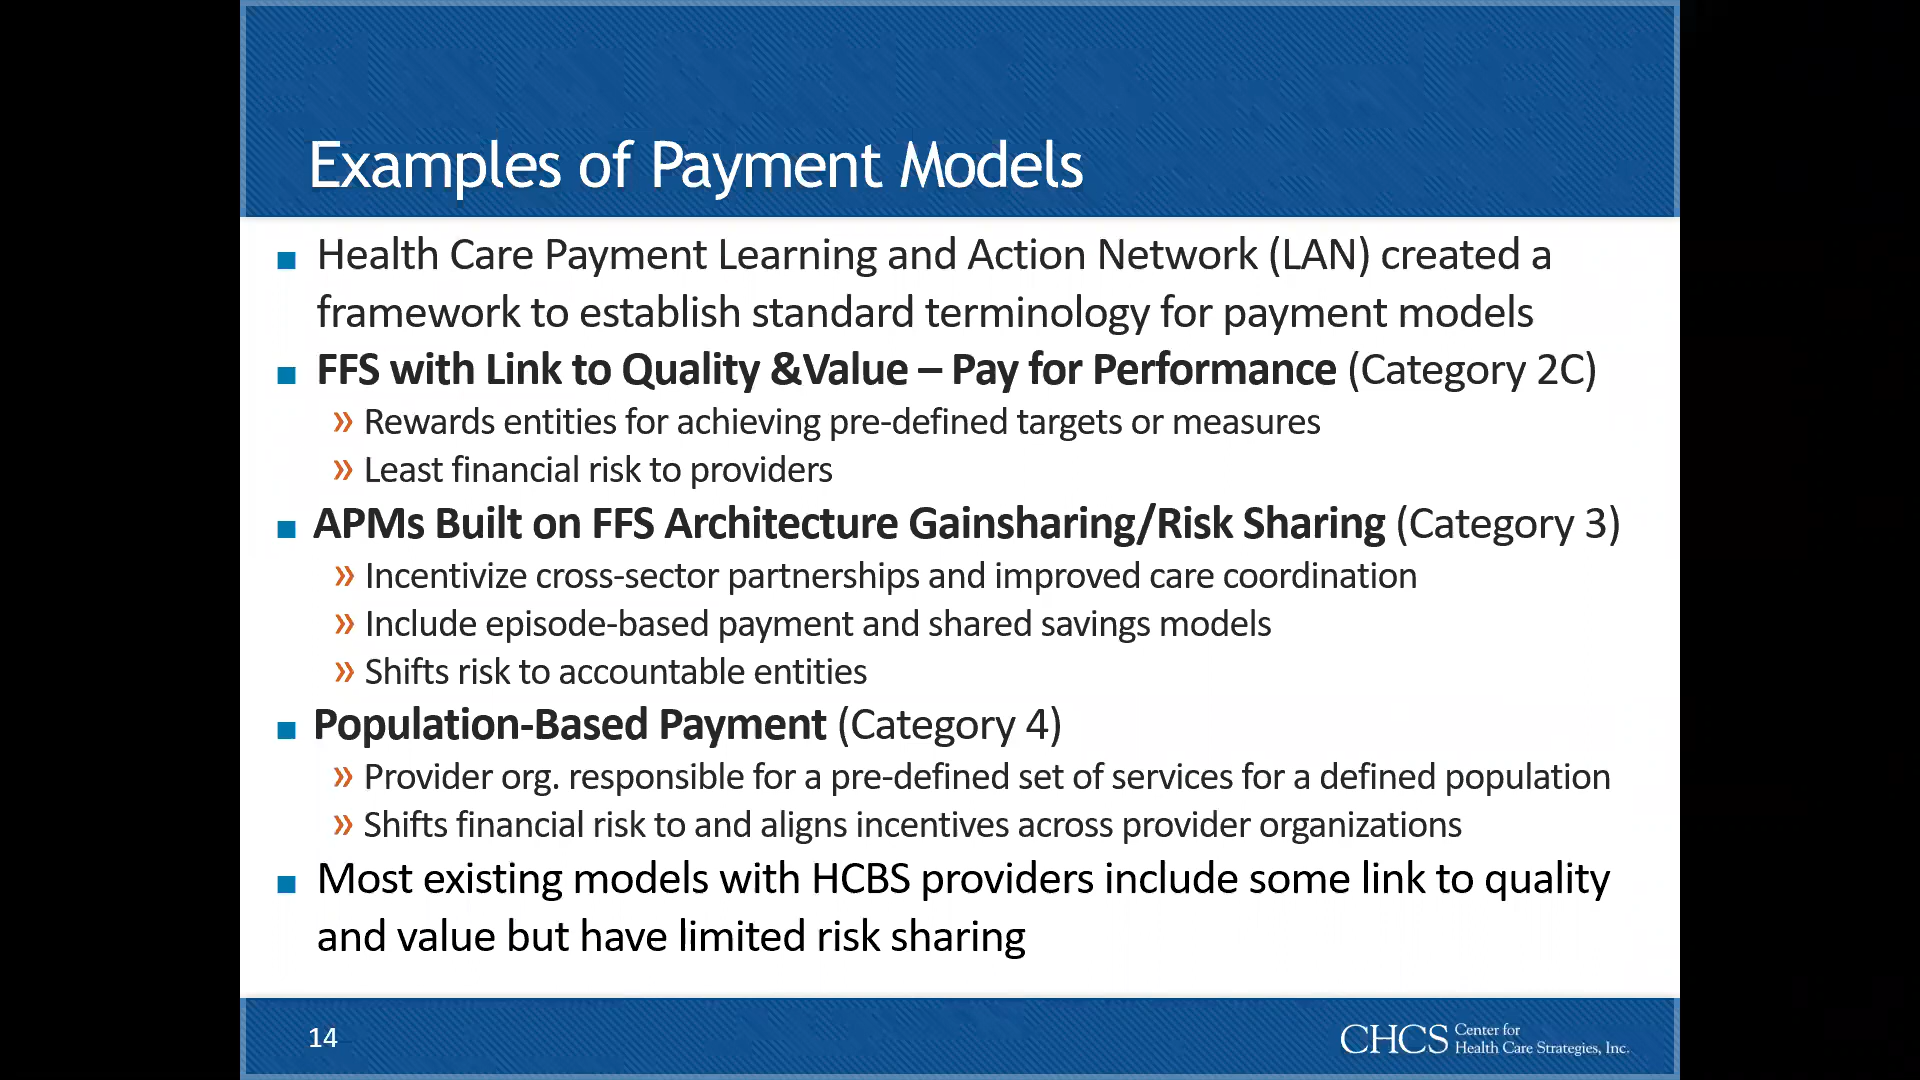 Examples of Payment Models
Health Care Payment Learning and Action Network (LAN) created a
framework to establish standard terminology for payment models
FFS with Link to Quality &Value – Pay for Performance (Category 2C)
» Rewards entities for achieving pre-defined targets or measures
» Least financial risk to providers
APMs Built on FFS Architecture Gainsharing/Risk Sharing (Category 3)
» Incentivize cross-sector partnerships and improved care coordination
» Include episode-based payment and shared savings models
» Shifts risk to accountable entities
Population-Based Payment (Category 4)
» Provider org. responsible for a pre-defined set of services for a defined population
» Shifts financial risk to and aligns incentives across provider organizations
Most existing models with HCBS providers include some link to quality
and value but have limited risk sharing
14
CHCS Center for
Health Care Strategies, Inc.